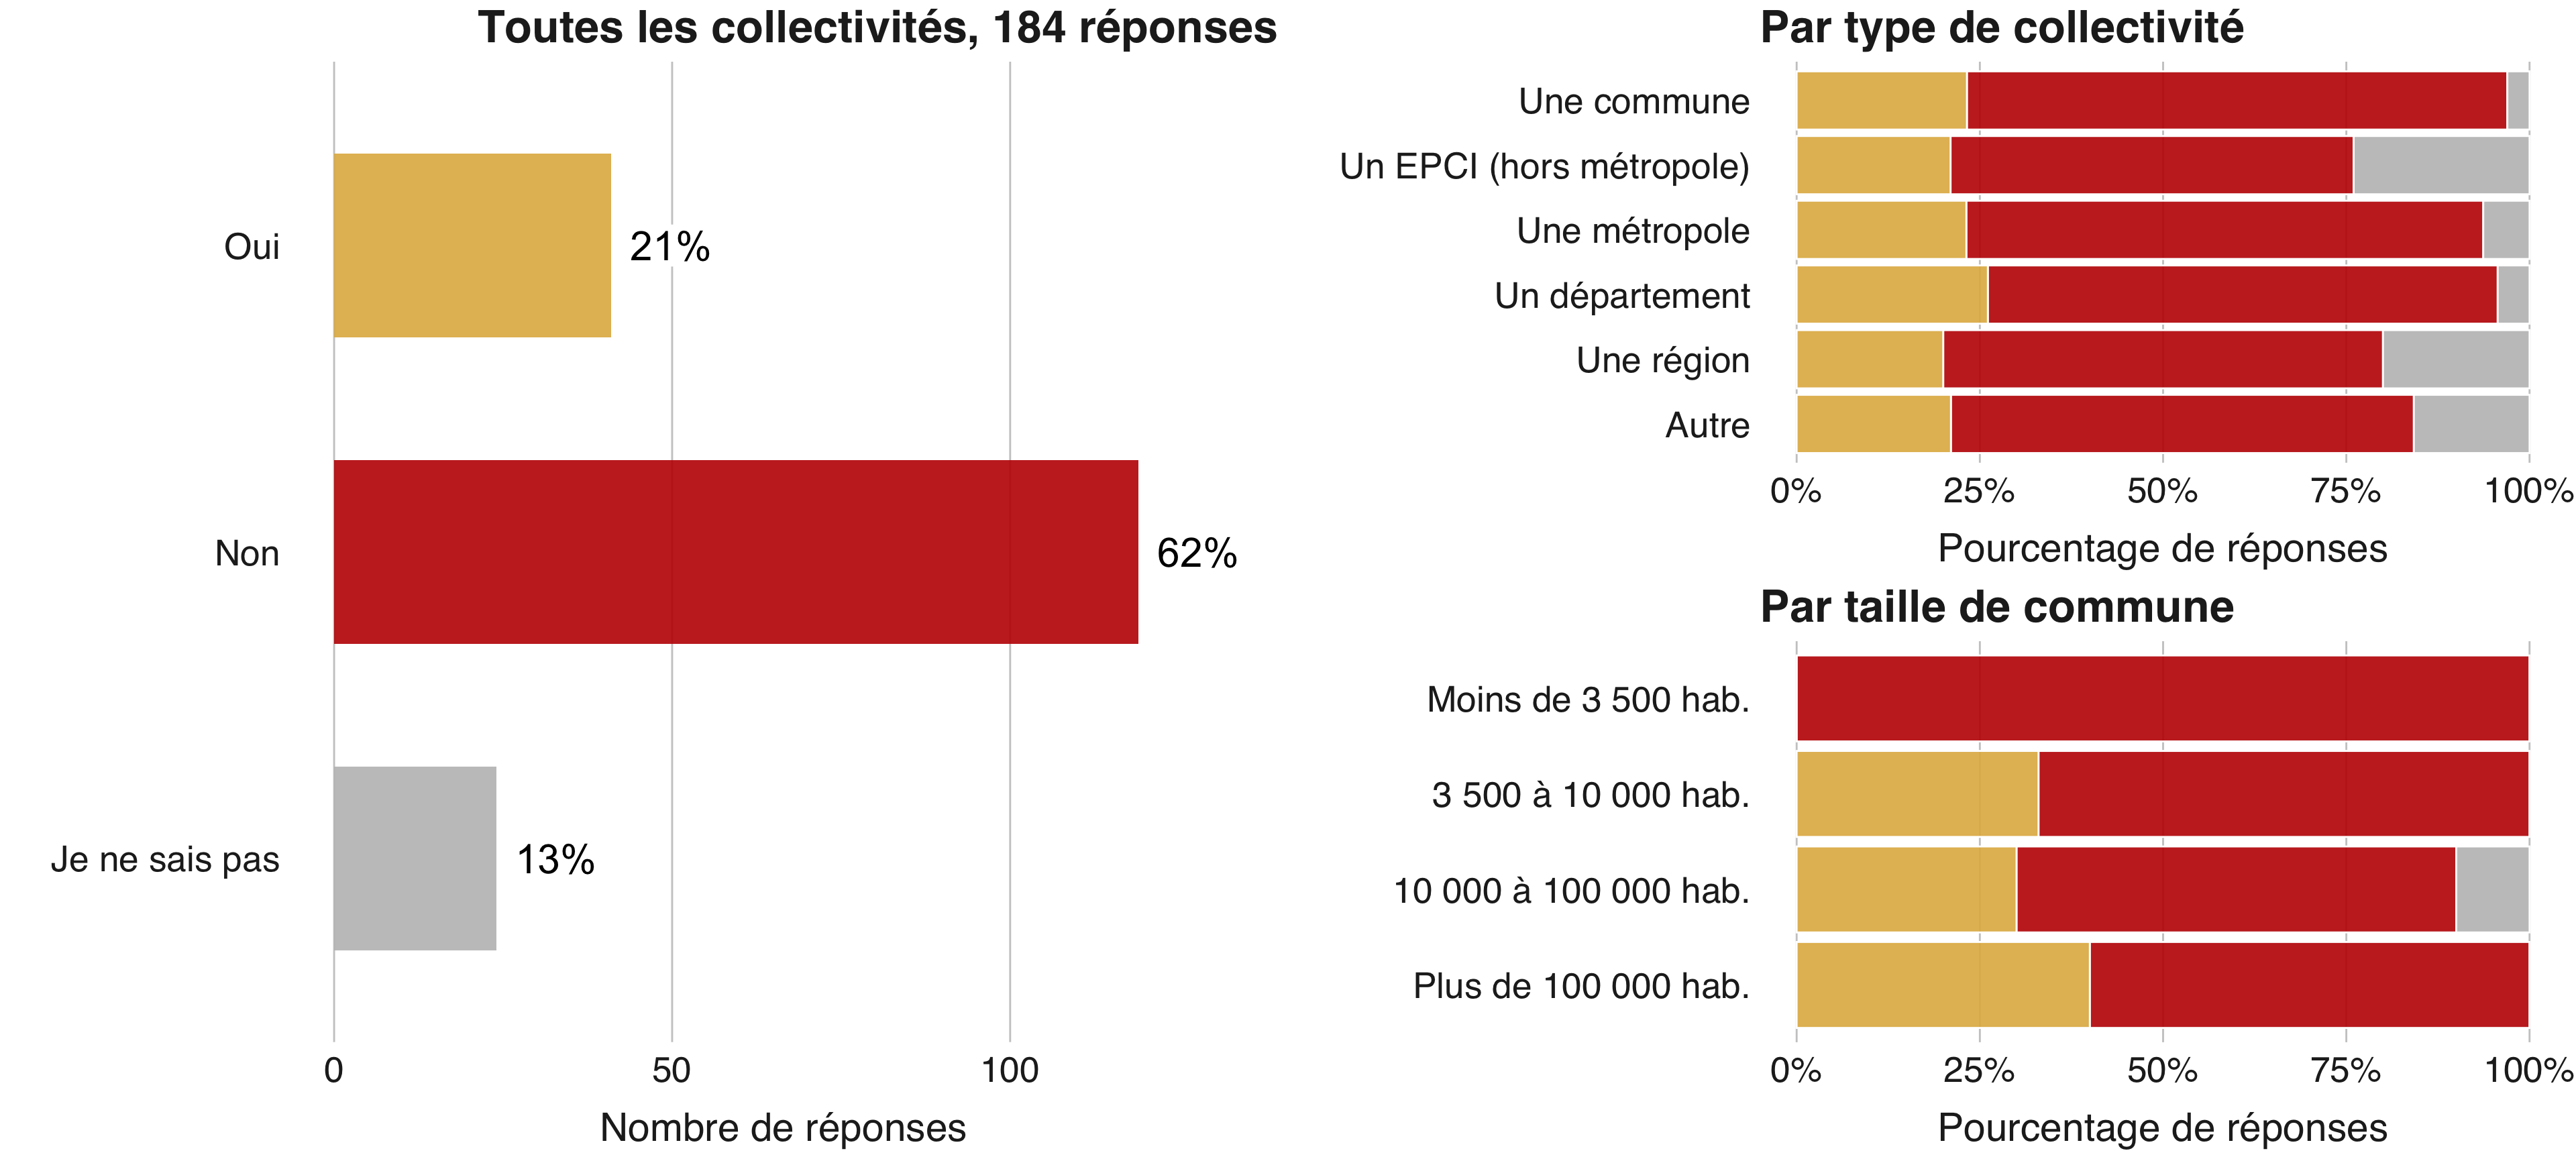 Toutes les collectivités, 184 réponses
Oui
21%
Non
62%
Je ne sais pas
13%
0 50 100
Nombre de réponses
Par type de collectivité
Une commune
Un EPCI (hors métropole)
Une métropole
Un département
Une région
Autre
0% 25% 50% 75% 100%
Pourcentage de réponses
Par taille de commune
Moins de 3 500 hab.
3 500 à 10 000 hab.
10 000 à 100 000 hab.
Plus de 100 000 hab.
0% 25% 50% 75% 100%
Pourcentage de réponses